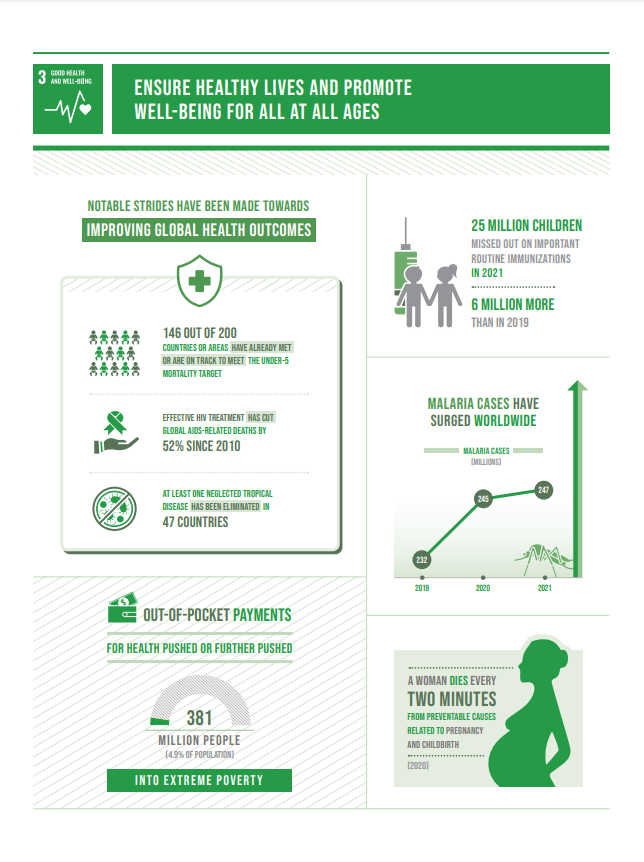 3 GOOD HEALTH
AND WELL-BEING
ENSURE HEALTHY LIVES AND PROMOTE
WELL-BEING FOR ALL AT ALL AGES
NOTABLE STRIDES HAVE BEEN MADE TOWARDS
IMPROVING GLOBAL HEALTH OUTCOMES
146 OUT OF 200
COUNTRIES OR AREAS HAVE ALREADY MET
OR ARE ON TRACK TO MEET THE UNDER-5
MORTALITY TARGET
EFFECTIVE HIV TREATMENT HAS CUT
GLOBAL AIDS-RELATED DEATHS BY
52% SINCE 2010
AT LEAST ONE NEGLECTED TROPICAL
DISEASE HAS BEEN ELIMINATED IN
47 COUNTRIES
$
OUT-OF-POCKET PAYMENTS
FOR HEALTH PUSHED OR FURTHER PUSHED
381
MILLION PEOPLE
(4.9% OF POPULATION)
INTO EXTREME POVERTY
25 MILLION CHILDREN
MISSED OUT ON IMPORTANT
ROUTINE IMMUNIZATIONS
IN 2021
6 MILLION MORE
THAN IN 2019
MALARIA CASES HAVE
SURGED WORLDWIDE
MALARIA CASES
(MILLIONS)
232
245
247
2019 2020 2021
A WOMAN DIES EVERY
TWO MINUTES
FROM PREVENTABLE CAUSES
RELATED TO PREGNANCY
AND CHILDBIRTH
(2020)